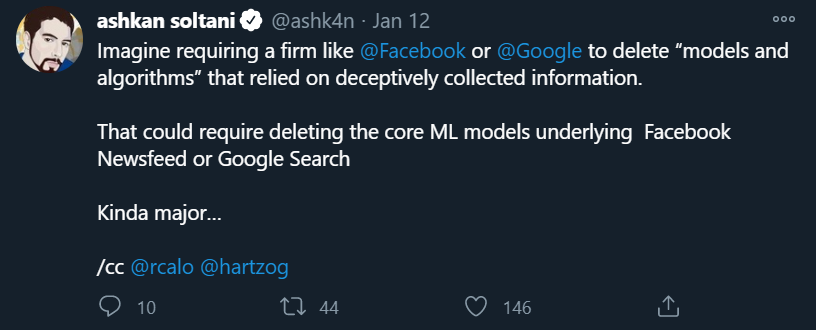 ashkan soltani @ashk4n · Jan 12
Imagine requiring a firm like @Facebook or @Google to delete “models and
algorithms” that relied on deceptively collected information.
That could require deleting the core ML models underlying  Facebook
Newsfeed or Google Search
Kinda major...
/cc @rcalo @hartzog
10 44 146